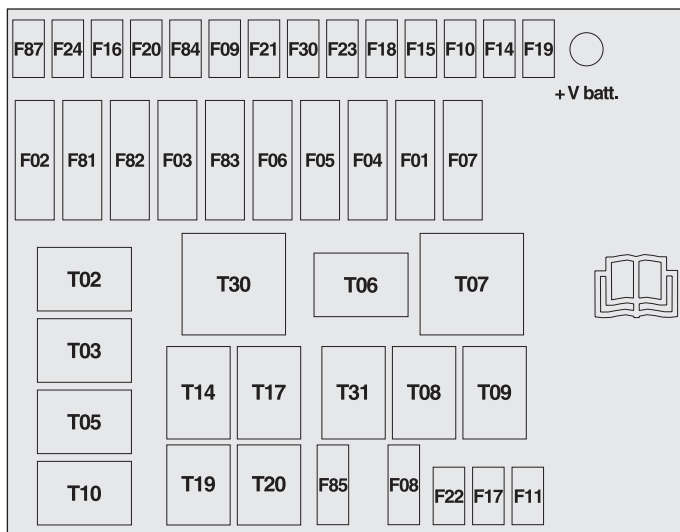 F87 F24 F16 F20 F84 F09 F21 F30 F23 F18 F15 F10 F14 F19
+ V batt.
F02 F81 F82 F03 F83 F06 F05 F04 F01 F07
T02 T30 T06 T07
T03
T14 T17 T31 T08 T09
T05
T10 T19 T20 F85 F08 F22 F17 F11